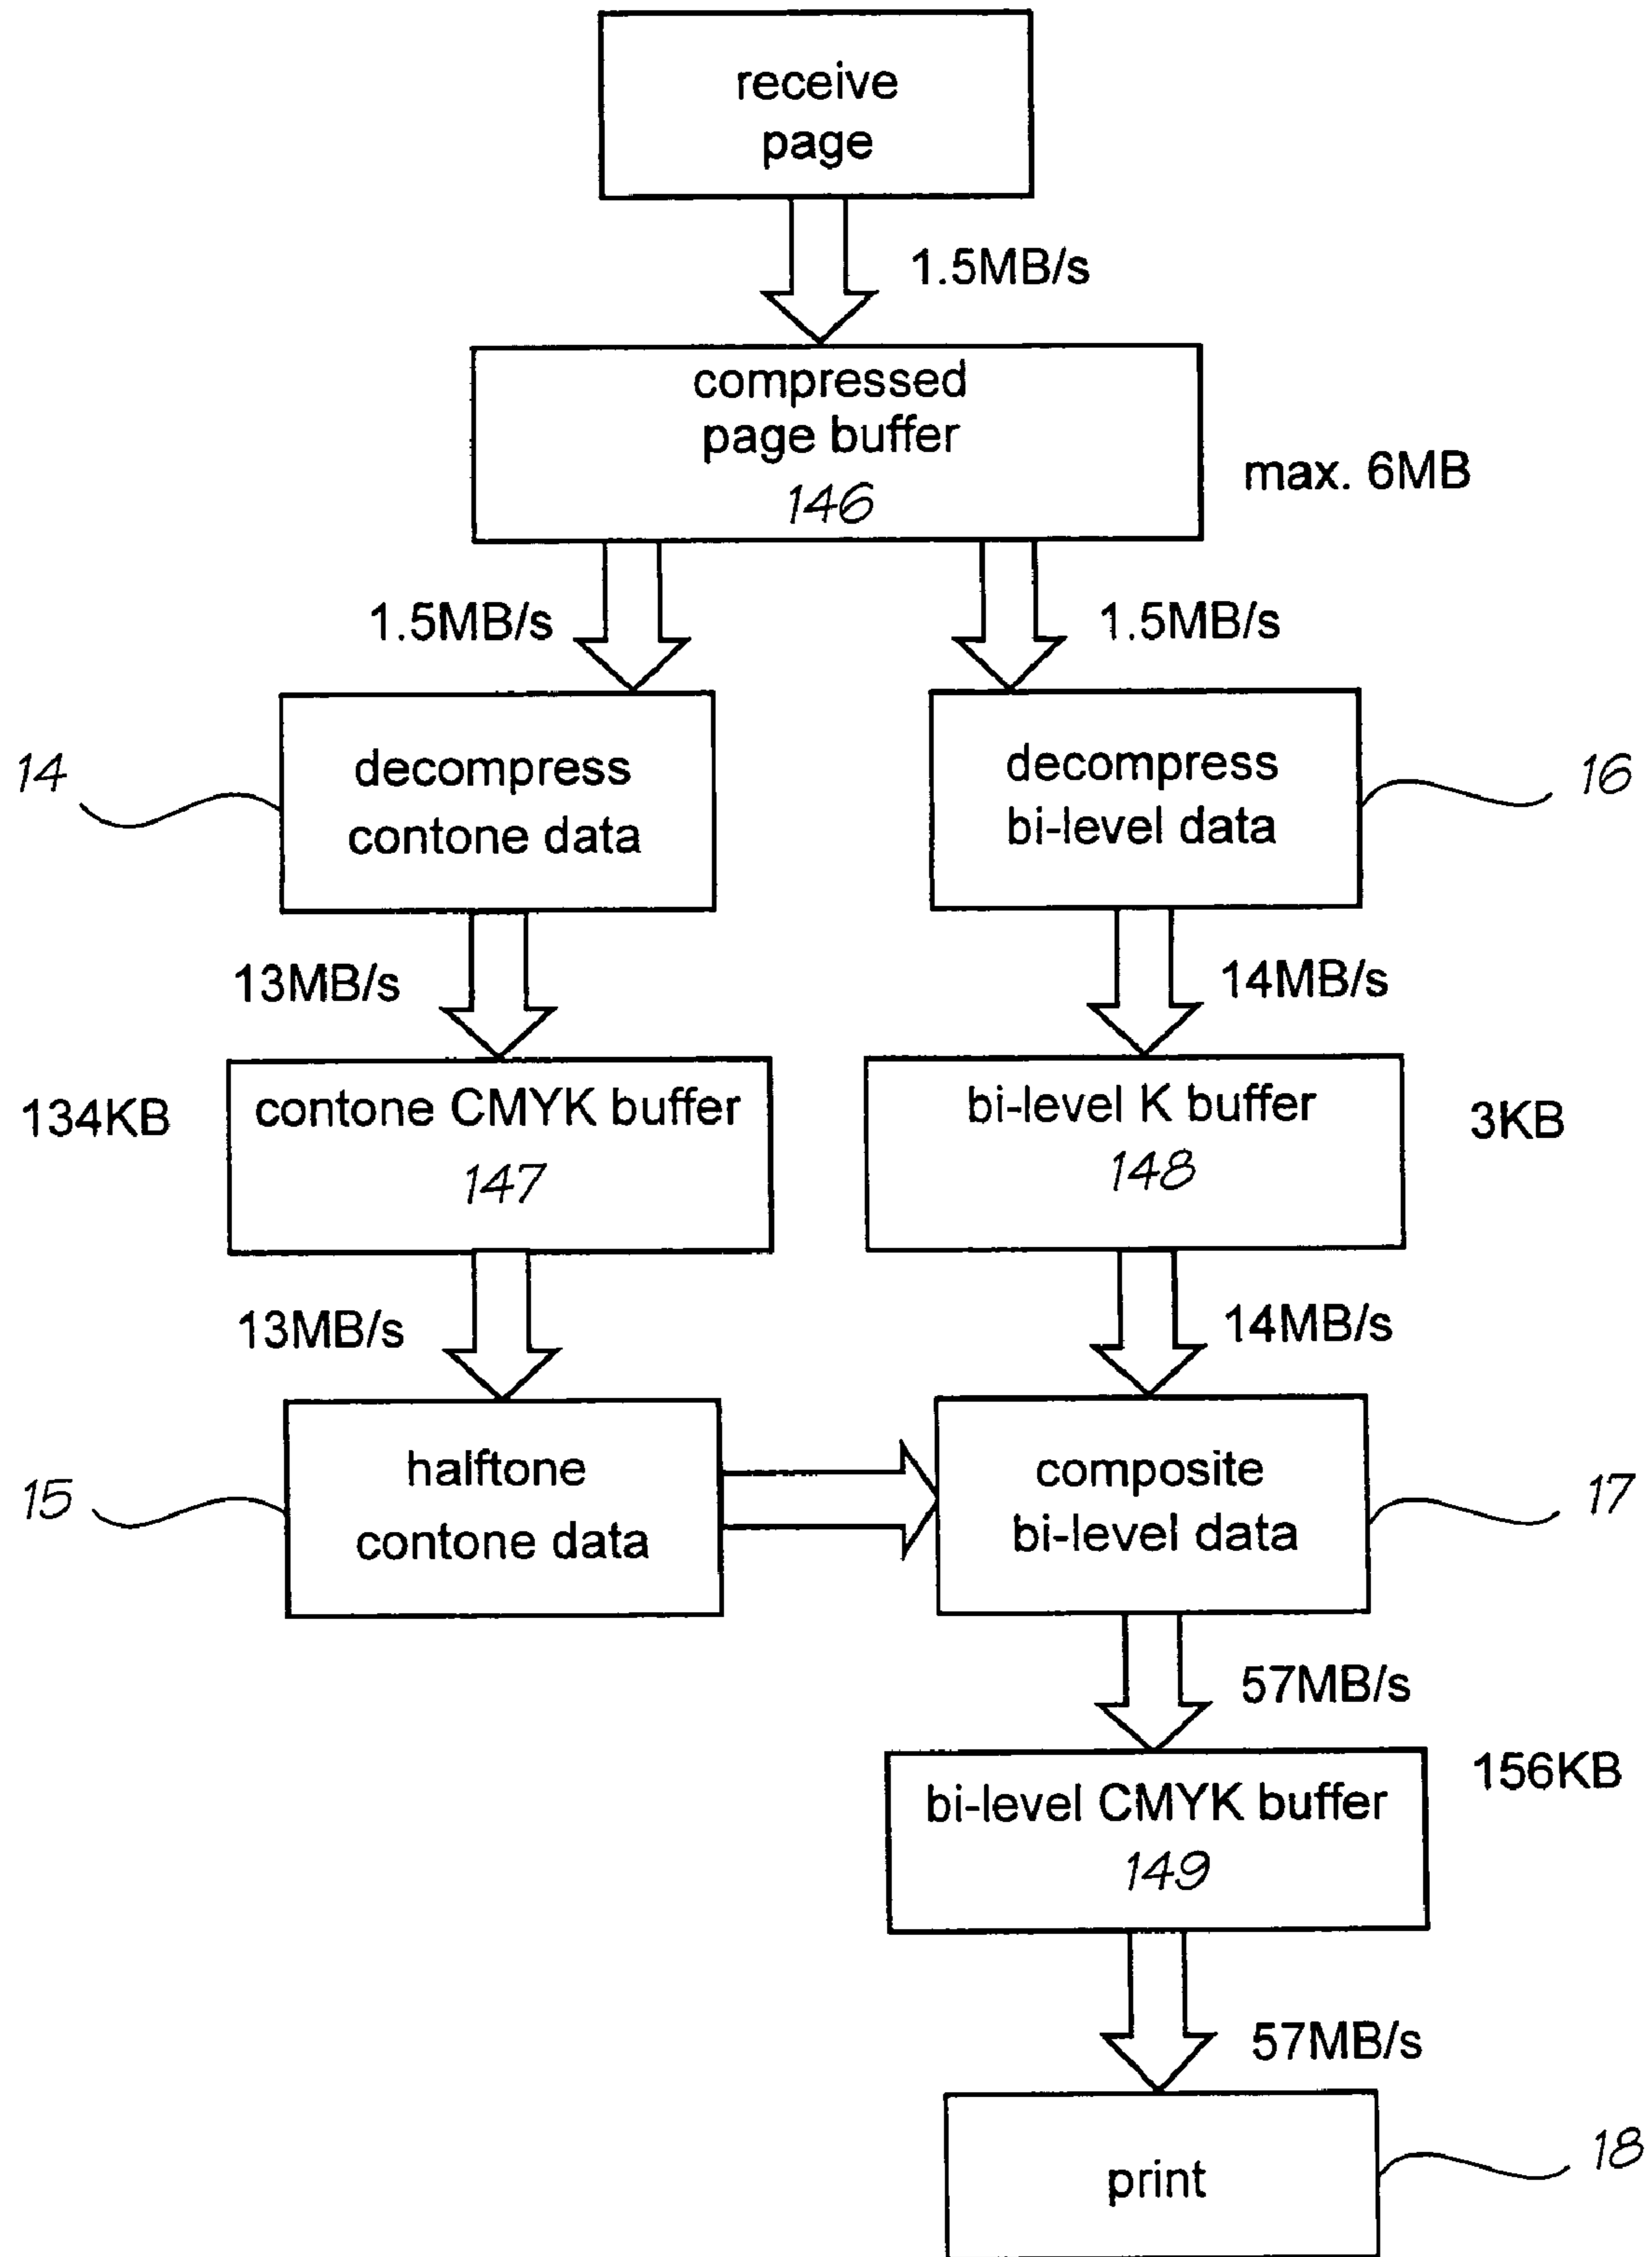 receive
page
1.5MB/s
compressed
page buffer
146
max. 6MB
1.5MB/s
1.5MB/s
14
decompress
contone data
decompress
bi-level data
16
13MB/s
14MB/s
134KB
contone CMYK buffer
147
bi-level K buffer
148
3KB
13MB/s
14MB/s
15
halftone
contone data
composite
bi-level data
17
57MB/s
bi-level CMYK buffer
149
156KB
57MB/s
print
18